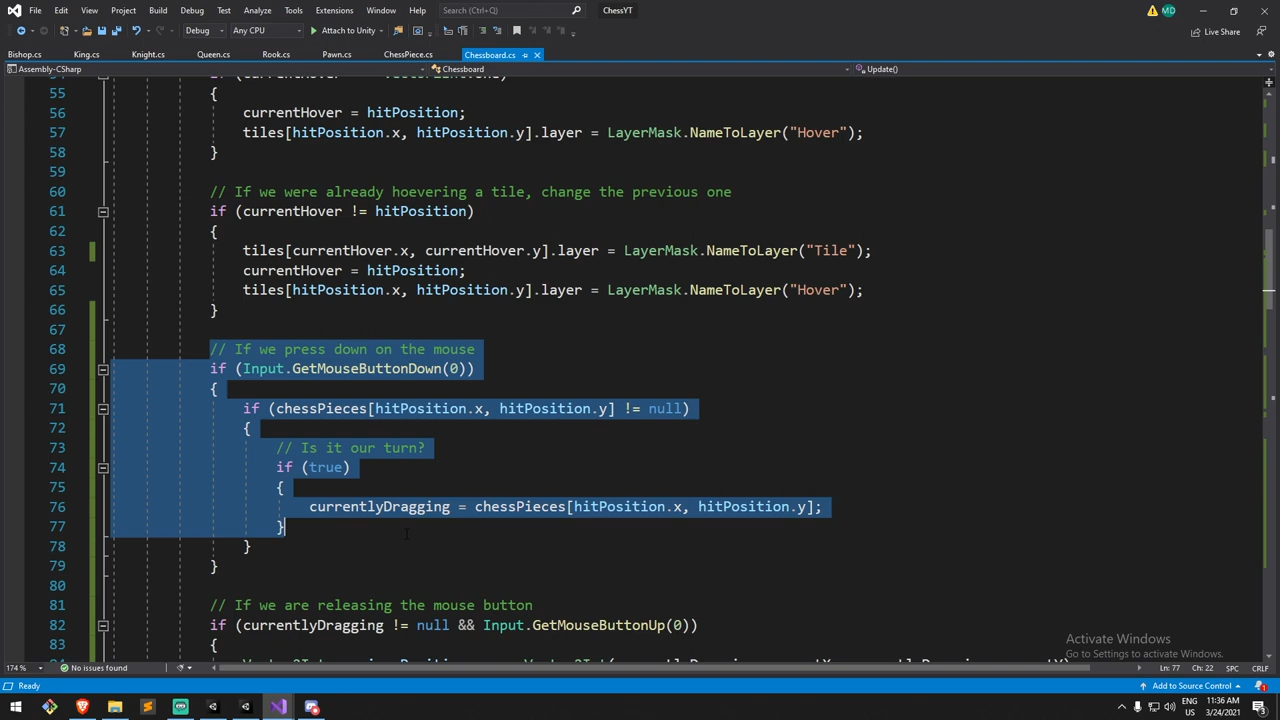 File Edit View Project Build Debug Test Analyze Tools Extensions Window Help Search (Ctrl+Q) ChessYT MD
Debug Any CPU Attach to Unity Live Share
Bishop.cs King.cs Knight.cs Queen.cs Rook.cs Pawn.cs ChessPiece.cs Chessboard.cs
Assembly-CSharp Chessboard Update()
55 {
56 currentHover = hitPosition;
57 tiles[hitPosition.x, hitPosition.y].layer = LayerMask.NameToLayer("Hover");
58 }
59
60 // If we were already hoevering a tile, change the previous one
61 if (currentHover != hitPosition)
62 {
63 tiles[currentHover.x, currentHover.y].layer = LayerMask.NameToLayer("Tile");
64 currentHover = hitPosition;
65 tiles[hitPosition.x, hitPosition.y].layer = LayerMask.NameToLayer("Hover");
66 }
67
68 // If we press down on the mouse
69 if (Input.GetMouseButtonDown(0))
70 {
71 if (chessPieces[hitPosition.x, hitPosition.y] != null)
72 {
73 // Is it our turn?
74 if (true)
75 {
76 currentlyDragging = chessPieces[hitPosition.x, hitPosition.y];
77 }
78 }
79 }
80
81 // If we are releasing the mouse button
82 if (currentlyDragging != null && Input.GetMouseButtonUp(0))
83 {
Activate Windows
Go to Settings to activate Windows.
174 % No issues found Ln: 77 Ch: 22 SPC CRLF
Ready Add to Source Control 1
11:36 AM
US 3/24/2021 3